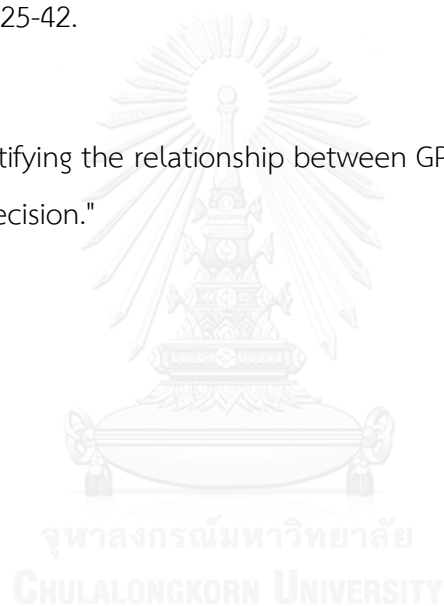 25-42.
tifying the relationship between GP
ecision."
จุฬาลงกรณ์มหาวิทยาลัย
CHULALONGKORN UNIVERSITY